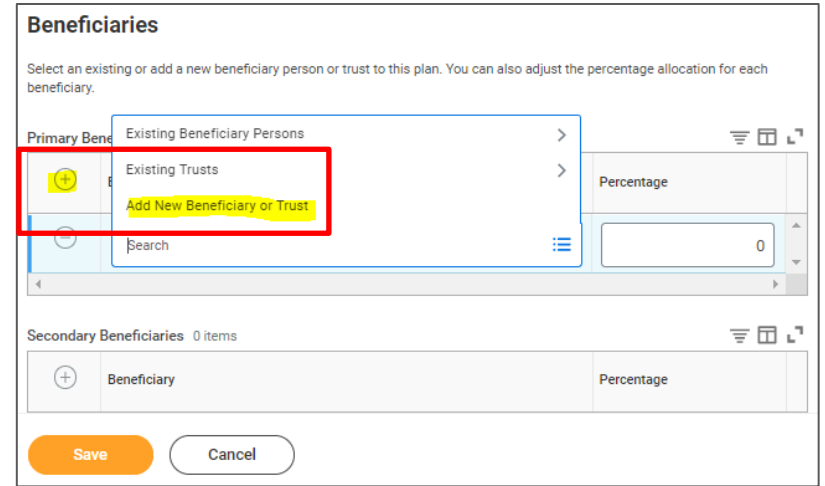 Beneficiaries
Select an existing or add a new beneficiary person or trust to this plan. You can also adjust the percentage allocation for each
beneficiary.
Existing Beneficiary Persons
Primary Bene
Existing Trusts
Percentage
Add New Beneficiary or Trust
Search
0
Secondary Beneficiaries 0 items
Beneficiary
Percentage
Save
Cancel